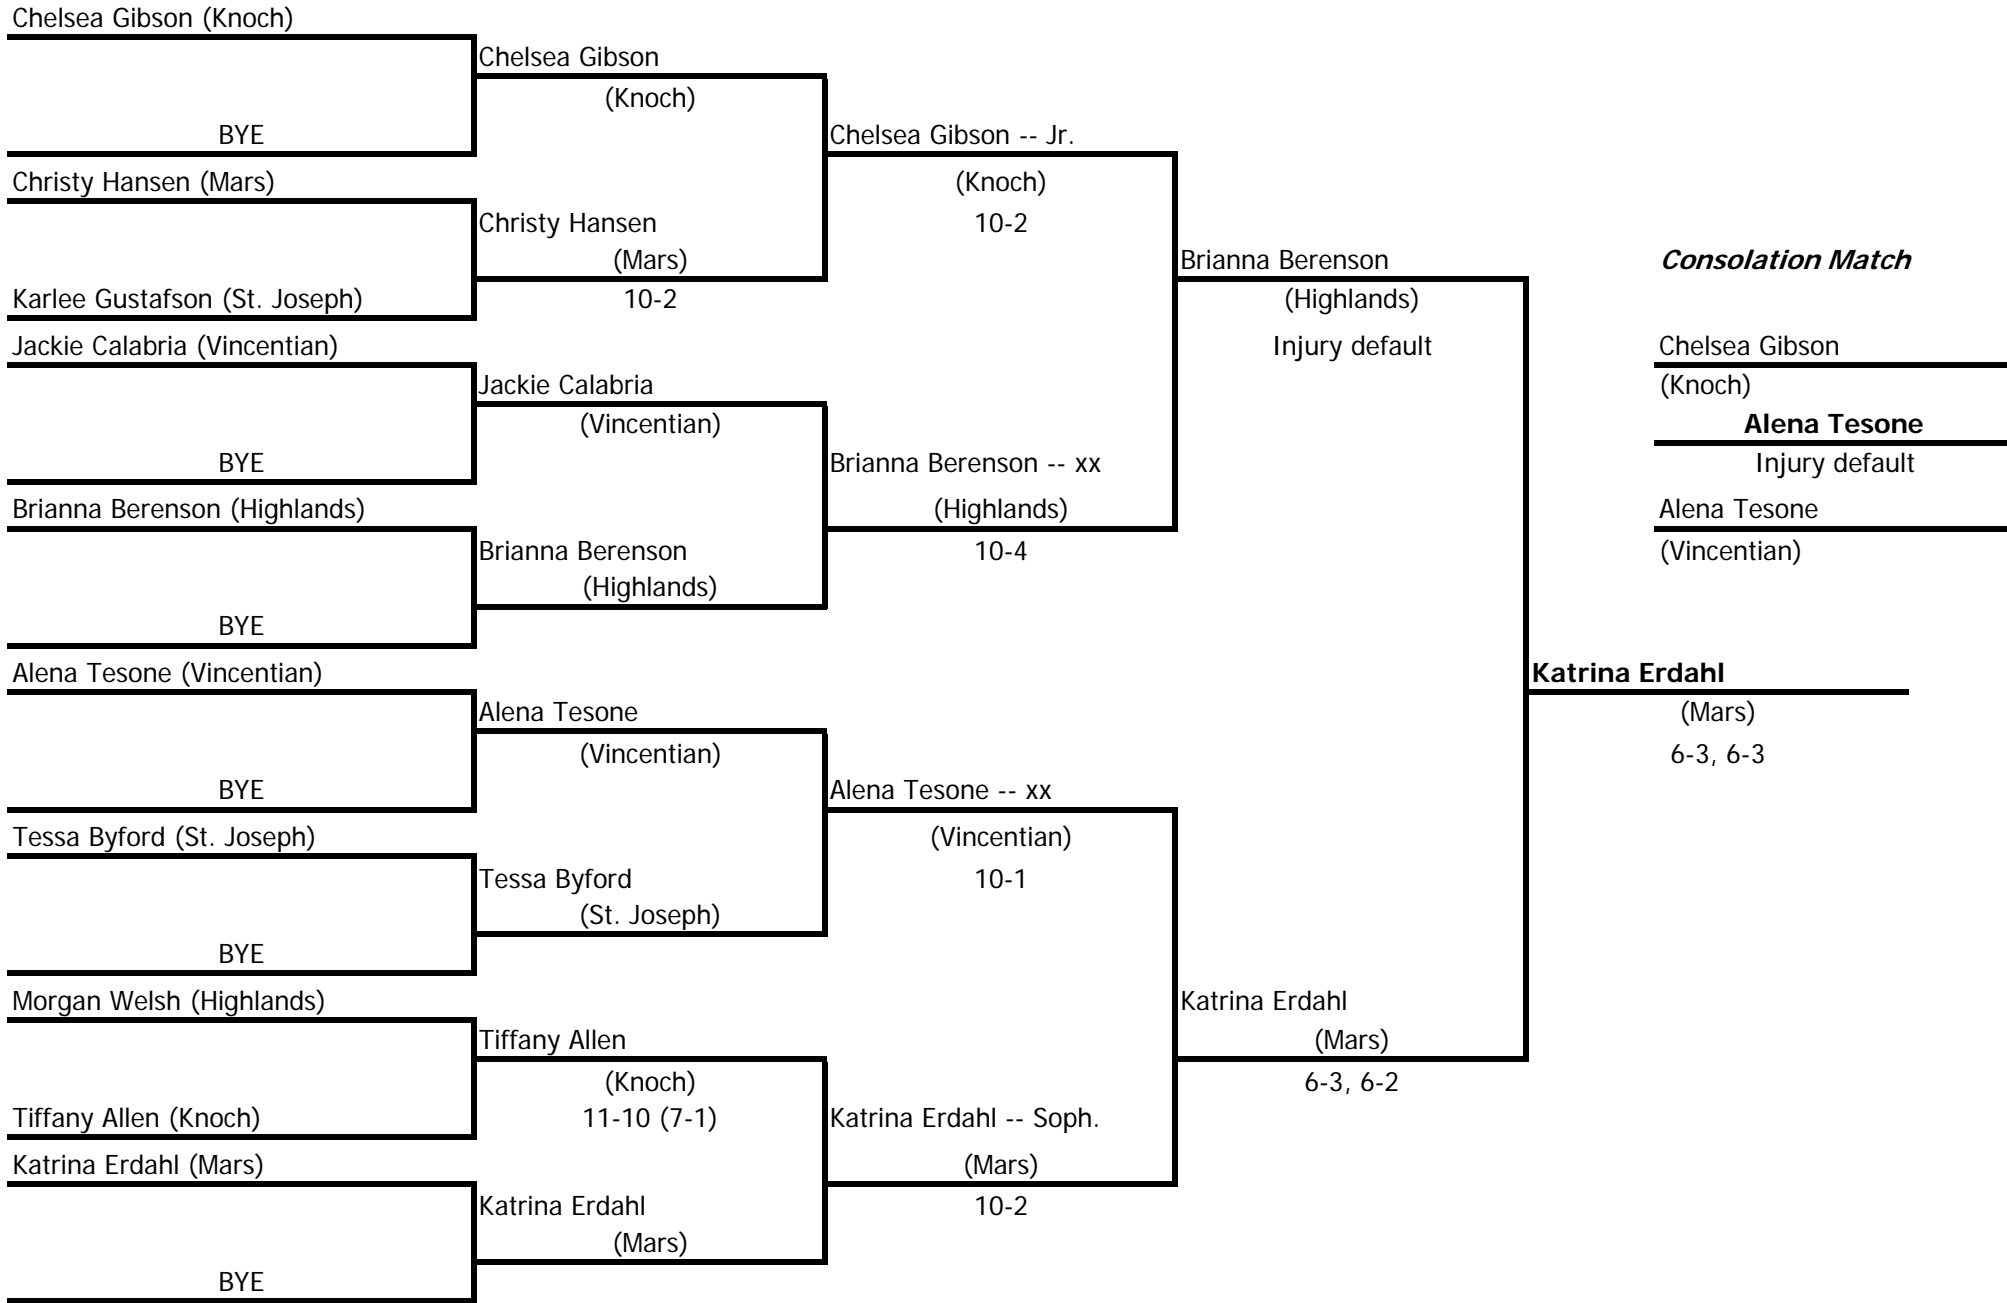 Chelsea Gibson (Knoch)
BYE
Christy Hansen (Mars)
Karlee Gustafson (St. Joseph)
Jackie Calabria (Vincentian)
BYE
Brianna Berenson (Highlands)
BYE
Alena Tesone (Vincentian)
BYE
Tessa Byford (St. Joseph)
BYE
Morgan Welsh (Highlands)
Tiffany Allen (Knoch)
Katrina Erdahl (Mars)
BYE
Chelsea Gibson
(Knoch)
Christy Hansen
(Mars)
10-2
Jackie Calabria
(Vincentian)
Brianna Berenson
(Highlands)
Alena Tesone
(Vincentian)
Tessa Byford
(St. Joseph)
Tiffany Allen
(Knoch)
11-10 (7-1)
Katrina Erdahl
(Mars)
Chelsea Gibson -- Jr.
(Knoch)
10-2
Brianna Berenson -- xx
(Highlands)
10-4
Alena Tesone -- xx
(Vincentian)
10-1
Katrina Erdahl -- Soph.
(Mars)
10-2
Brianna Berenson
(Highlands)
Injury default
Katrina Erdahl
(Mars)
6-3, 6-2
Katrina Erdahl
(Mars)
6-3, 6-3
Consolation Match
Chelsea Gibson
(Knoch)
Alena Tesone
Injury default
Alena Tesone
(Vincentian)